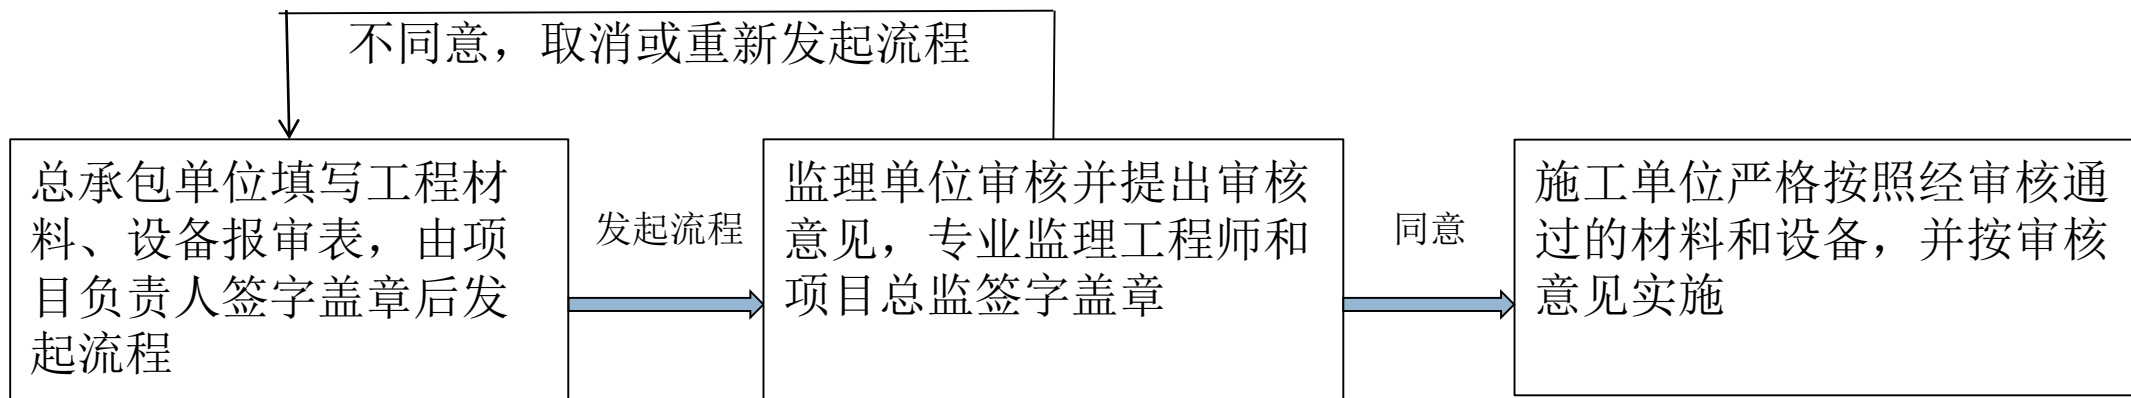 不同意，取消或重新发起流程
总承包单位填写工程材
料、设备报审表，由项
目负责人签字盖章后发
起流程
发起流程
监理单位审核并提出审核
意见，专业监理工程师和
项目总监签字盖章
同意
施工单位严格按照经审核通
过的材料和设备，并按审核
意见实施